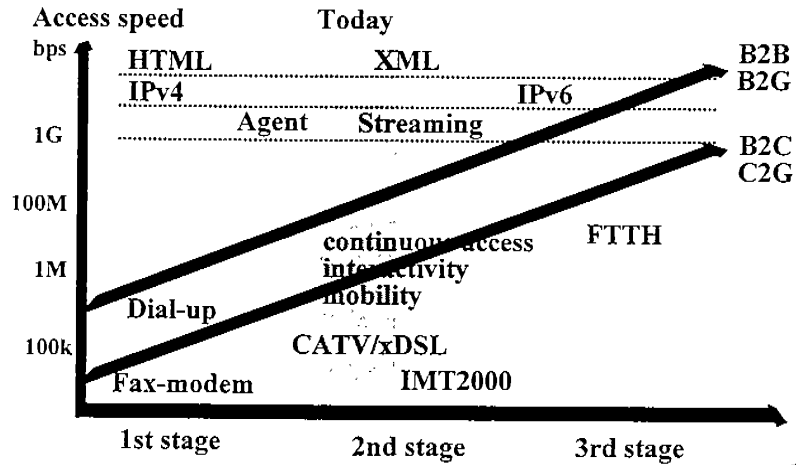 Access speed
Today
bps
HTML
XML
B2B
B2G
IPv4
IPv6
Agent
Streaming
1G
B2C
C2G
100M
continuous access
FTTH
1M
interactivity
mobility
Dial-up
100k
CATV/xDSL
Fax-modem
IMT2000
1st stage
2nd stage
3rd stage